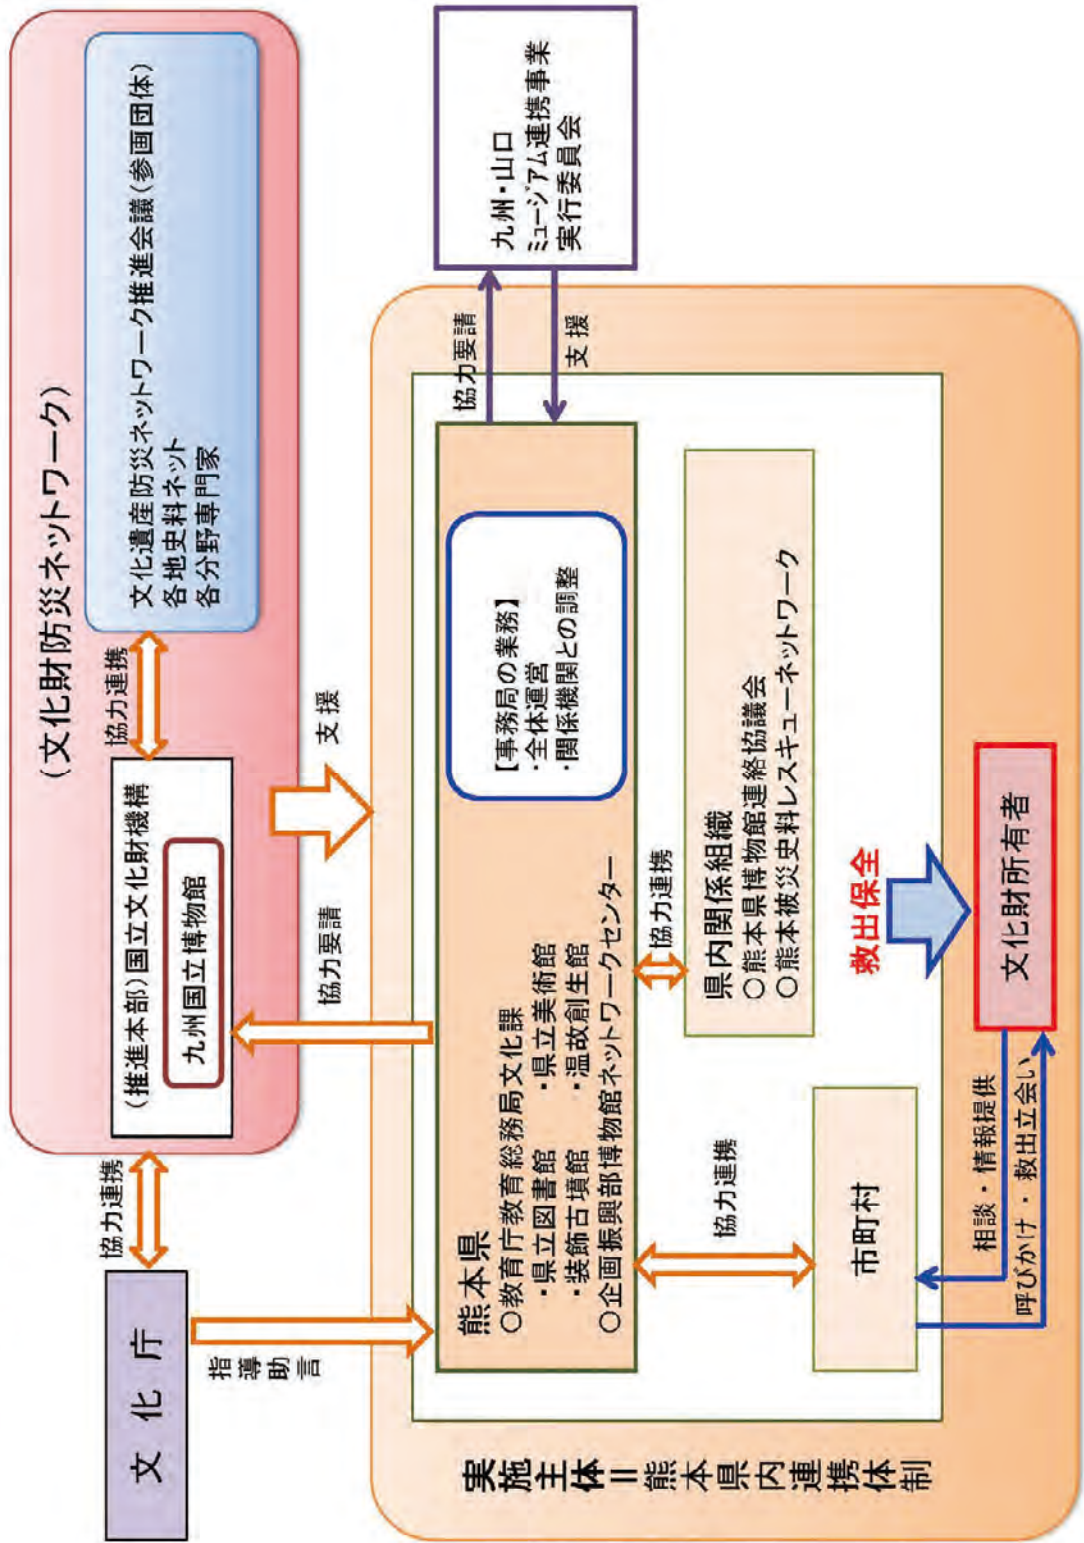 (文化財防災ネットワーク)
文化庁
協力連携
(推進本部)国立文化財機構
九州国立博物館
協力連携
文化遺産防災ネットワーク推進会議(参画団体)
各地史料ネット
各分野専門家
指導
助言
協力要請
支援
実施主体=熊本県内連携体制
熊本県
○教育庁教育総務局文化課
・県立図書館 ・県立美術館
・装飾古墳館 ・温故創生館
○企画振興部博物館ネットワークセンター
【事務局の業務】
・全体運営
・関係機関との調整
協力要請
支援
九州・山口
ミュージアム連携事業
実行委員会
協力連携
協力連携
市町村
県内関係組織
○熊本県博物館連絡協議会
○熊本被災史料レスキューネットワーク
救出保全
相談・情報提供
呼びかけ・救出立会い
文化財所有者